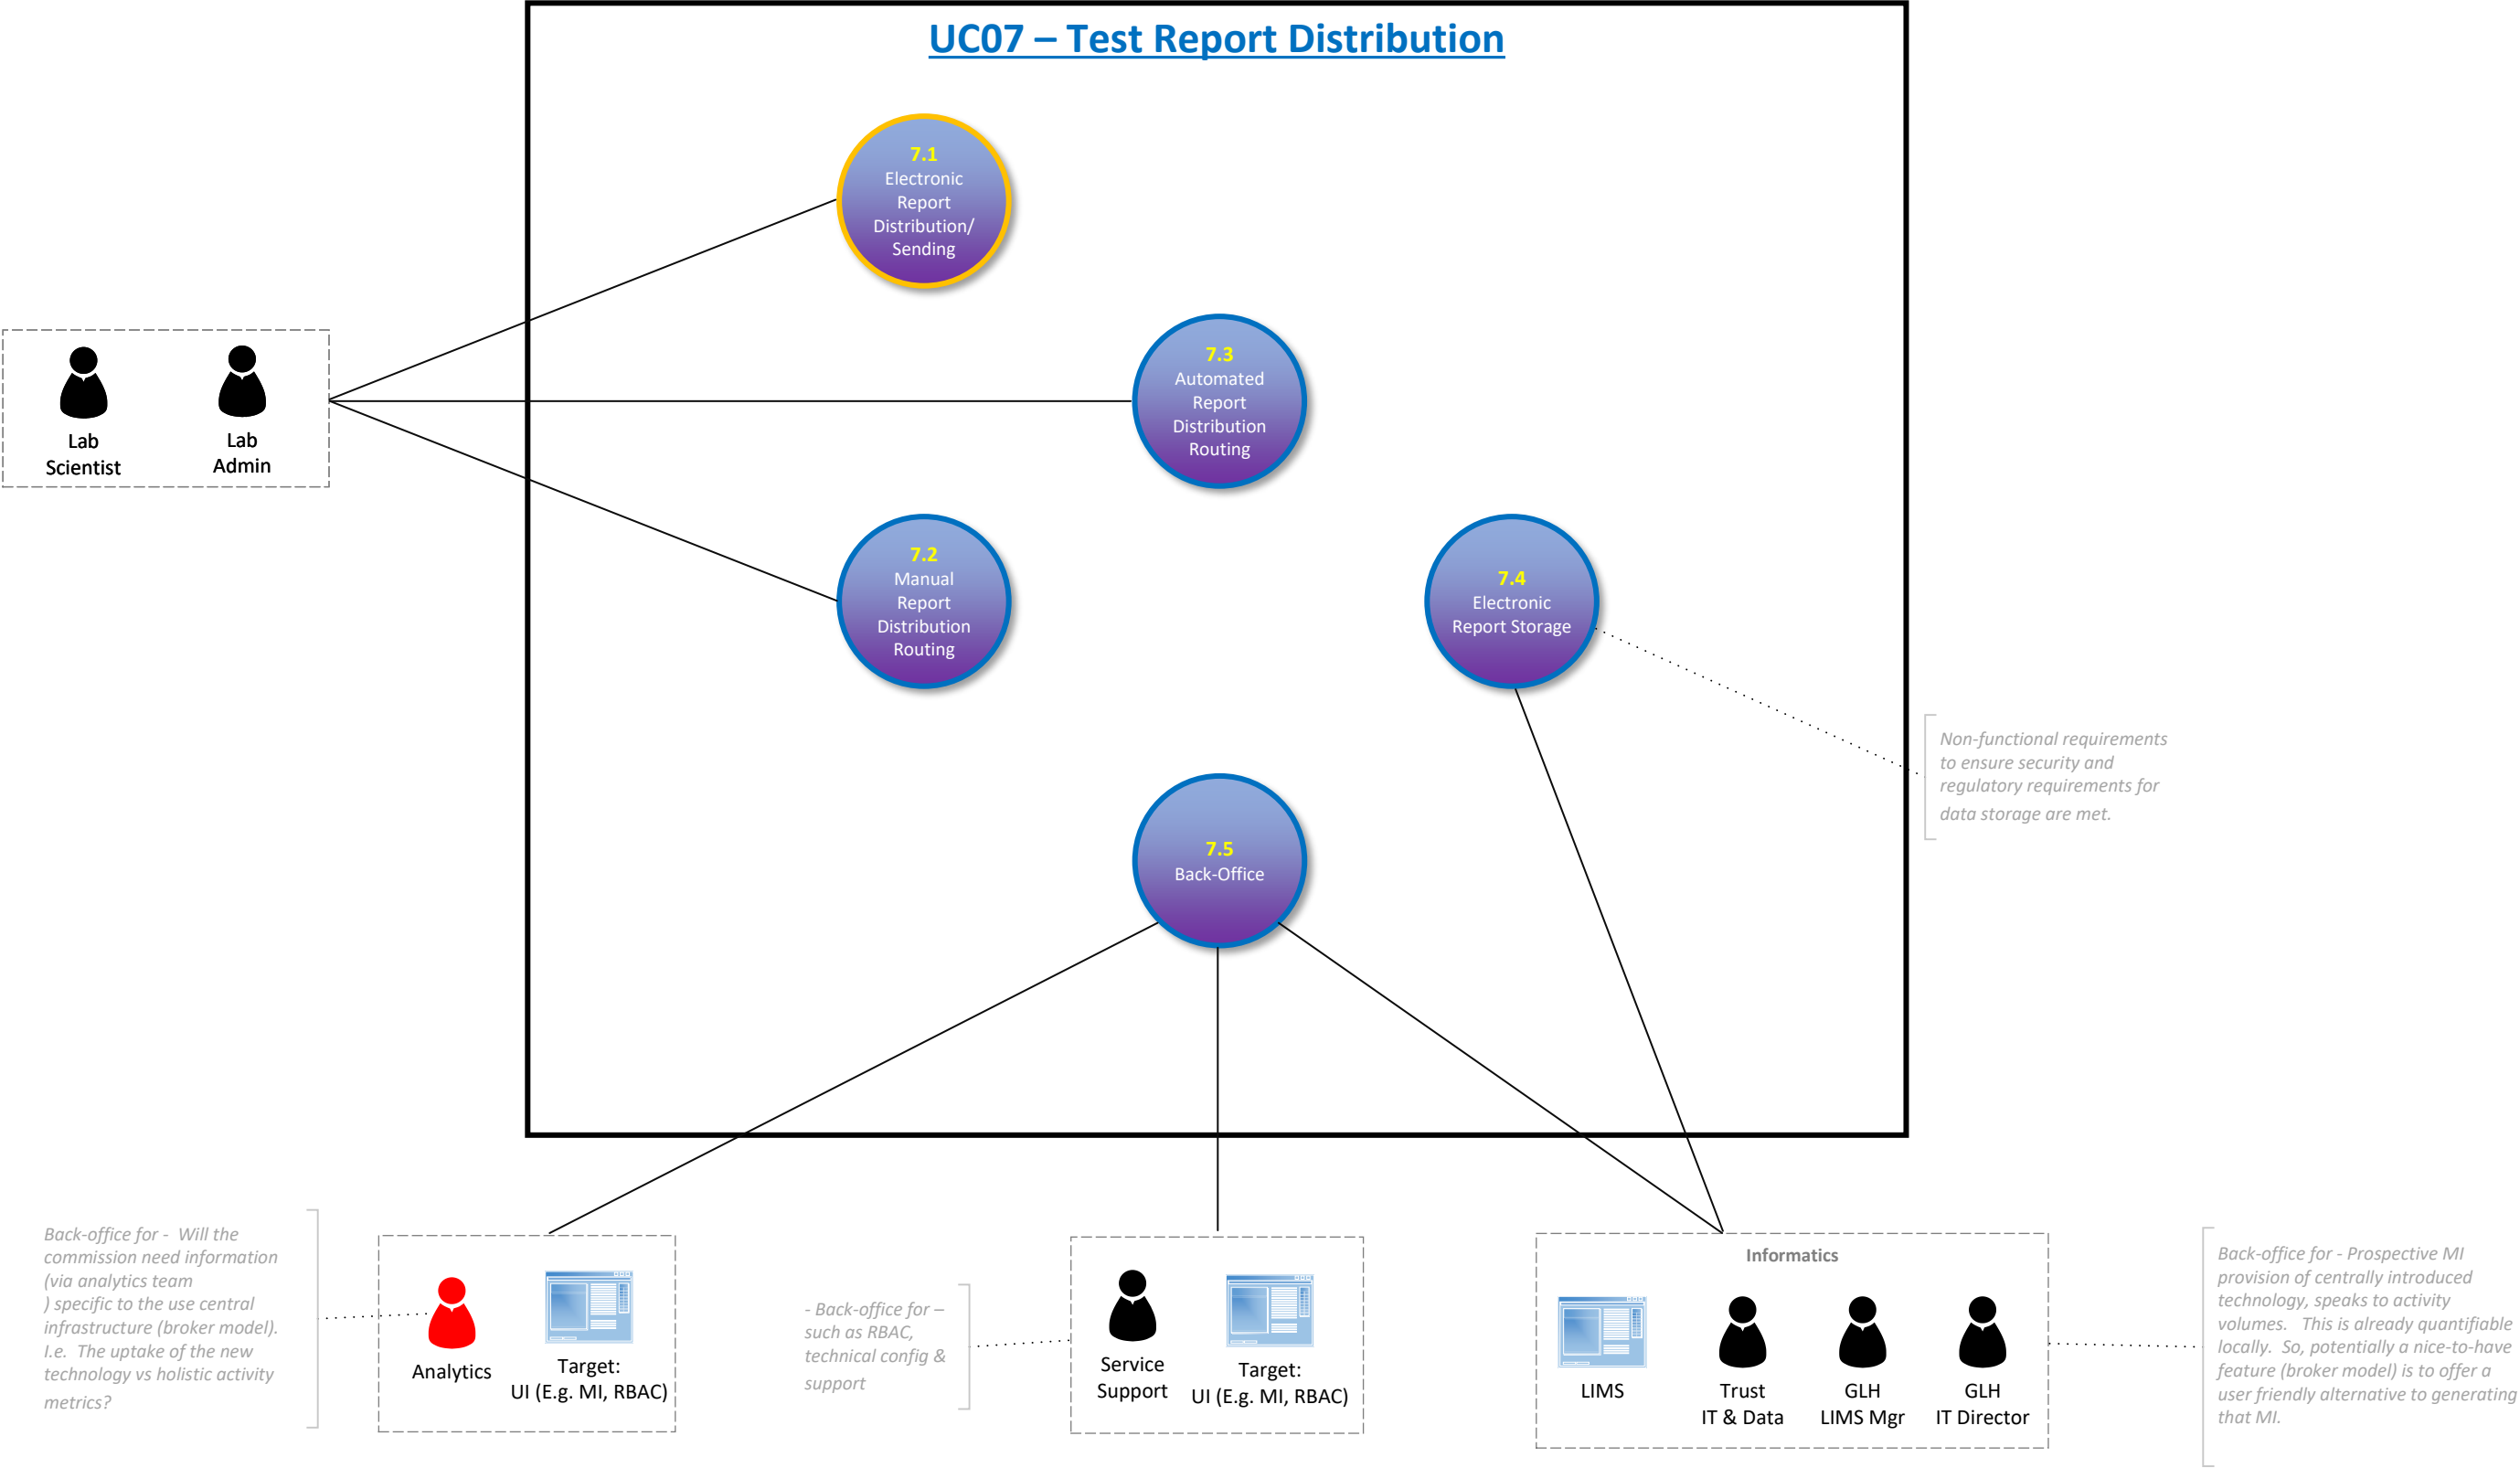 UC07 – Test Report Distribution
7.1
Electronic
Report
Distribution/
Sending
7.3
Automated
Report
Distribution
Routing
Lab
Scientist
Lab
Admin
7.2
Manual
Report
Distribution
Routing
7.4
Electronic
Report Storage
Non-functional requirements
to ensure security and
regulatory requirements for
data storage are met.
7.5
Back-Office
Back-office for - Will the
commission need information
(via analytics team
) specific to the use central
infrastructure (broker model).
I.e. The uptake of the new
technology vs holistic activity
metrics?
Analytics
Target:
UI (E.g. MI, RBAC)
- Back-office for –
such as RBAC,
technical config &
support
Service
Support
Target:
UI (E.g. MI, RBAC)
Informatics
LIMS
Trust
IT & Data
GLH
LIMS Mgr
GLH
IT Director
Back-office for - Prospective MI
provision of centrally introduced
technology, speaks to activity
volumes. This is already quantifiable
locally. So, potentially a nice-to-have
feature (broker model) is to offer a
user friendly alternative to generating
that MI.